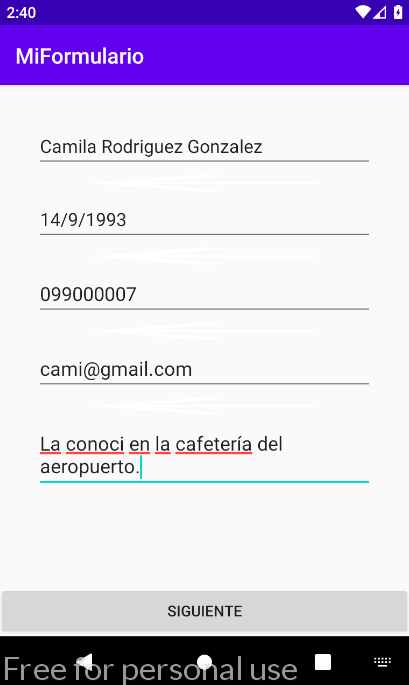 2:40
MiFormulario
Camila Rodriguez Gonzalez
14/9/1993
099000007
cami@gmail.com
La conoci en la cafetería del
aeropuerto.
SIGUIENTE
Free for personal use